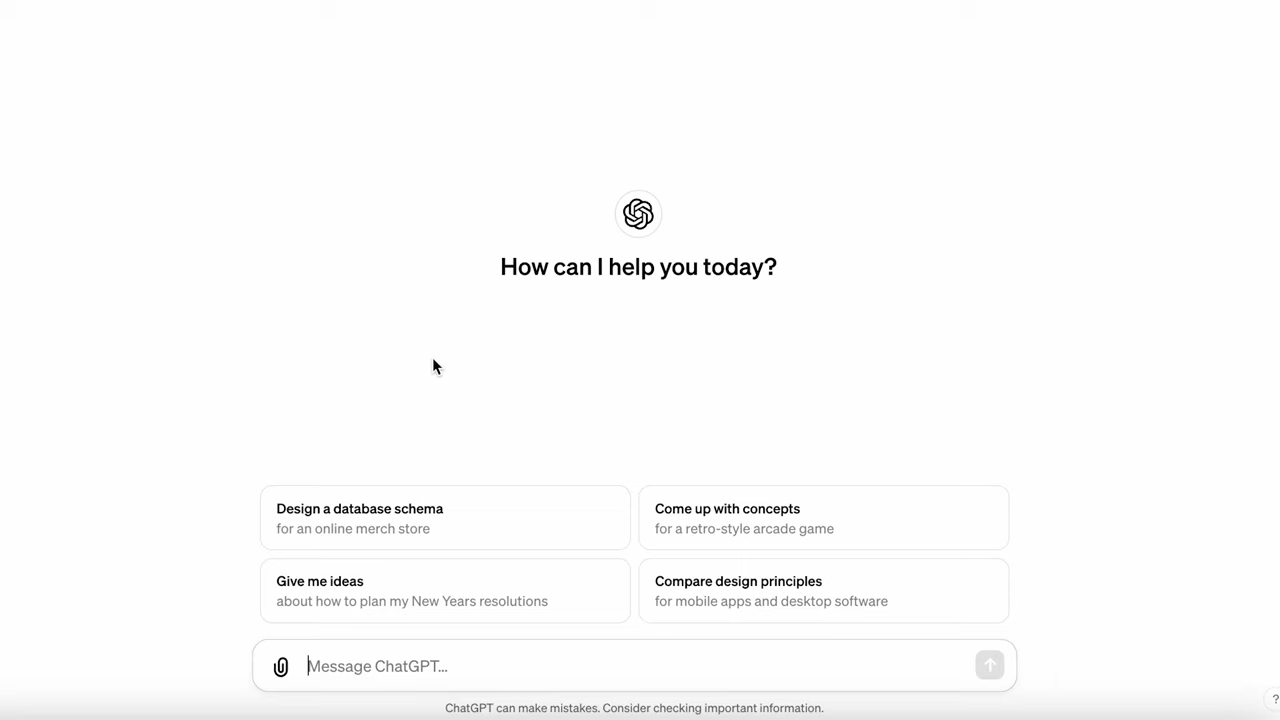 How can I help you today?
Design a database schema
for an online merch store
Come up with concepts
for a retro-style arcade game
Give me ideas
about how to plan my New Years resolutions
Compare design principles
for mobile apps and desktop software
Message ChatGPT...
ChatGPT can make mistakes. Consider checking important information.
?